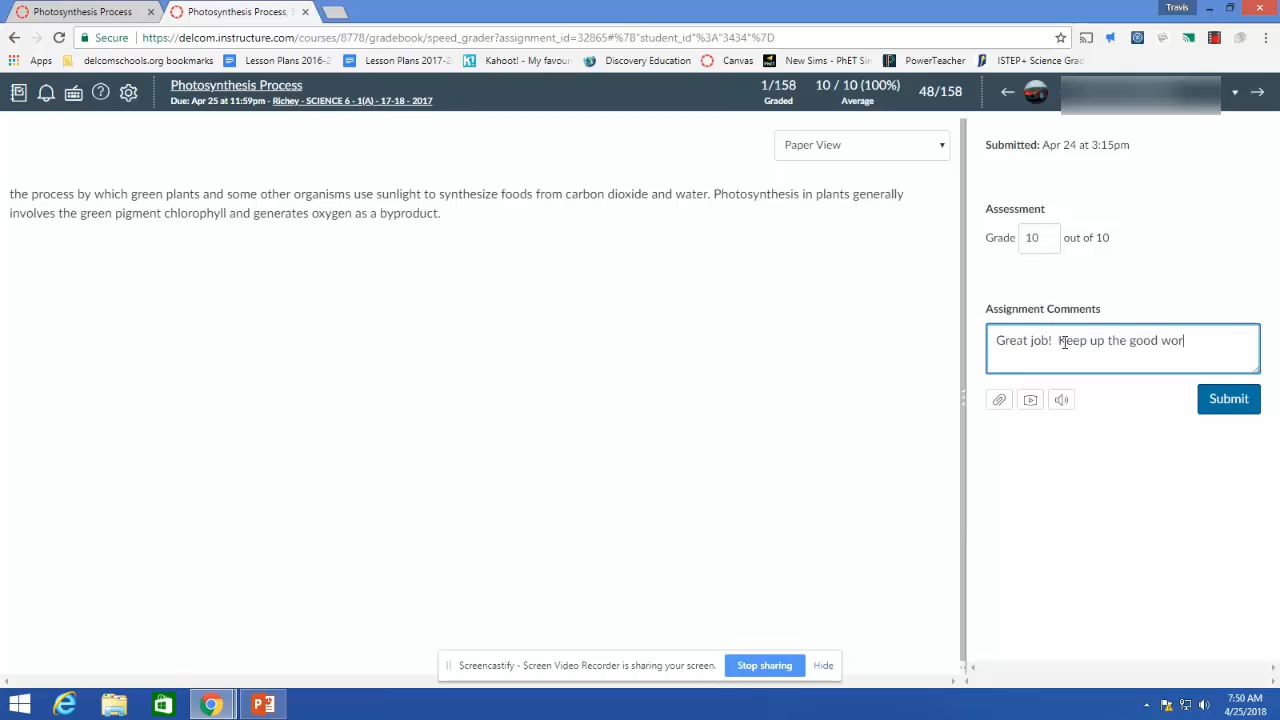 Photosynthesis Process
Photosynthesis Process,
Travis
Secure https://delcom.instructure.com/courses/8778/gradebook/speed_grader?assignment_id=32865#%7B"student_id"%3A"3434"%7D
Apps delcomschools.org bookmarks Lesson Plans 2016-2 Lesson Plans 2017- Kahoot! - My favour Discovery Education Canvas New Sims - PhET Sim PowerTeacher ISTEP+ Science Grad
Photosynthesis Process
Due: Apr 25 at 11:59pm - Richey - SCIENCE 6 - 1(A) - 17-18 - 2017
1/158
Graded
10 / 10 (100%)
Average
48/158
Paper View
the process by which green plants and some other organisms use sunlight to synthesize foods from carbon dioxide and water. Photosynthesis in plants generally
involves the green pigment chlorophyll and generates oxygen as a byproduct.
Submitted: Apr 24 at 3:15pm
Assessment
Grade 10 out of 10
Assignment Comments
Great job!  Keep up the good wor
Submit
Screencastify - Screen Video Recorder is sharing your screen. Stop sharing Hide
7:50 AM
4/25/2018